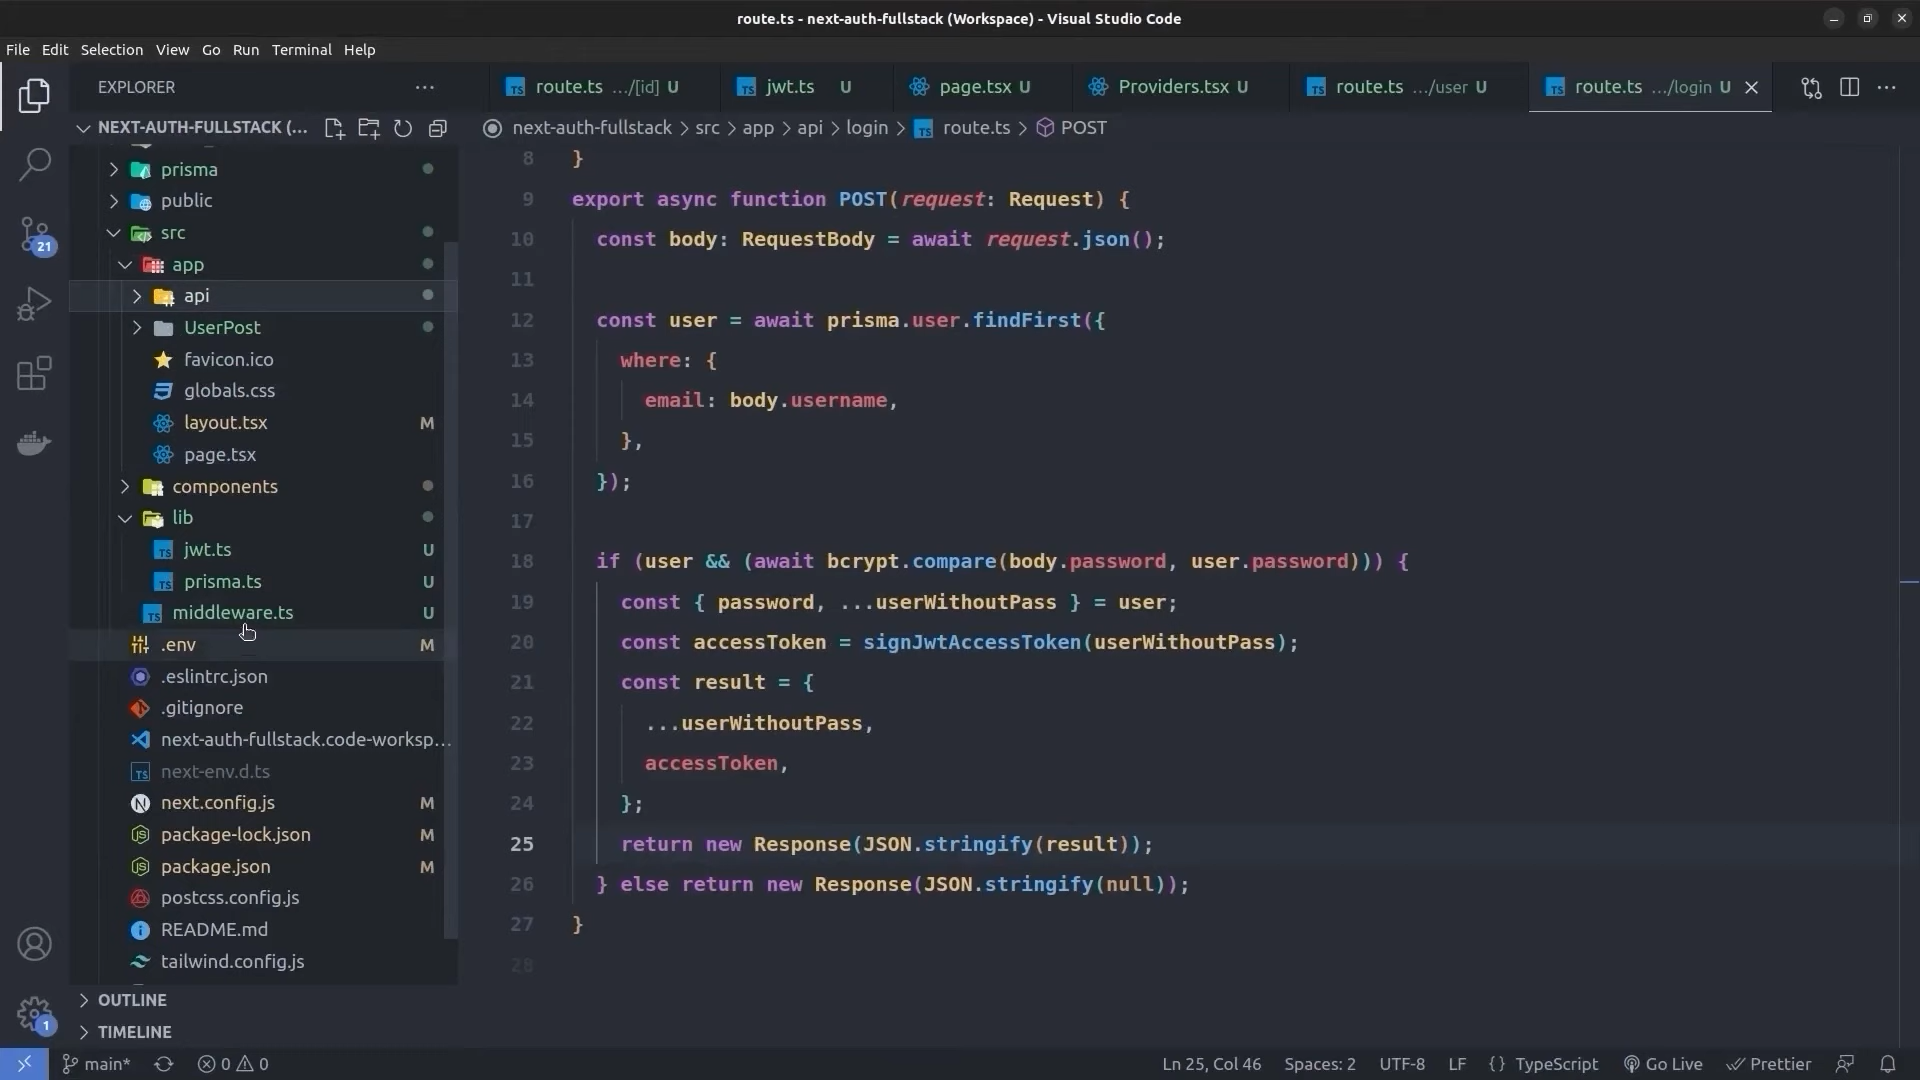 route.ts - next-auth-fullstack (Workspace) - Visual Studio Code
File Edit Selection View Go Run Terminal Help
EXPLORER
route.ts .../[id] U
jwt.ts U
page.tsx U
Providers.tsx U
route.ts .../user U
route.ts .../login U
NEXT-AUTH-FULLSTACK (...
next-auth-fullstack > src > app > api > login > TS route.ts > POST
prisma
public
src
app
api
UserPost
favicon.ico
globals.css
layout.tsx M
page.tsx
components
lib
jwt.ts U
prisma.ts U
middleware.ts U
.env M
.eslintrc.json
.gitignore
next-auth-fullstack.code-worksp...
next-env.d.ts
next.config.js M
package-lock.json M
package.json M
postcss.config.js
README.md
tailwind.config.js
OUTLINE
TIMELINE
21
1
8 }
9 export async function POST(request: Request) {
10 const body: RequestBody = await request.json();
11
12 const user = await prisma.user.findFirst({
13 where: {
14 email: body.username,
15 },
16 });
17
18 if (user && (await bcrypt.compare(body.password, user.password))) {
19 const { password, ...userWithoutPass } = user;
20 const accessToken = signJwtAccessToken(userWithoutPass);
21 const result = {
22 ...userWithoutPass,
23 accessToken,
24 };
25 return new Response(JSON.stringify(result));
26 } else return new Response(JSON.stringify(null));
27 }
28
main* 0 0 Ln 25, Col 46 Spaces: 2 UTF-8 LF {} TypeScript Go Live Prettier